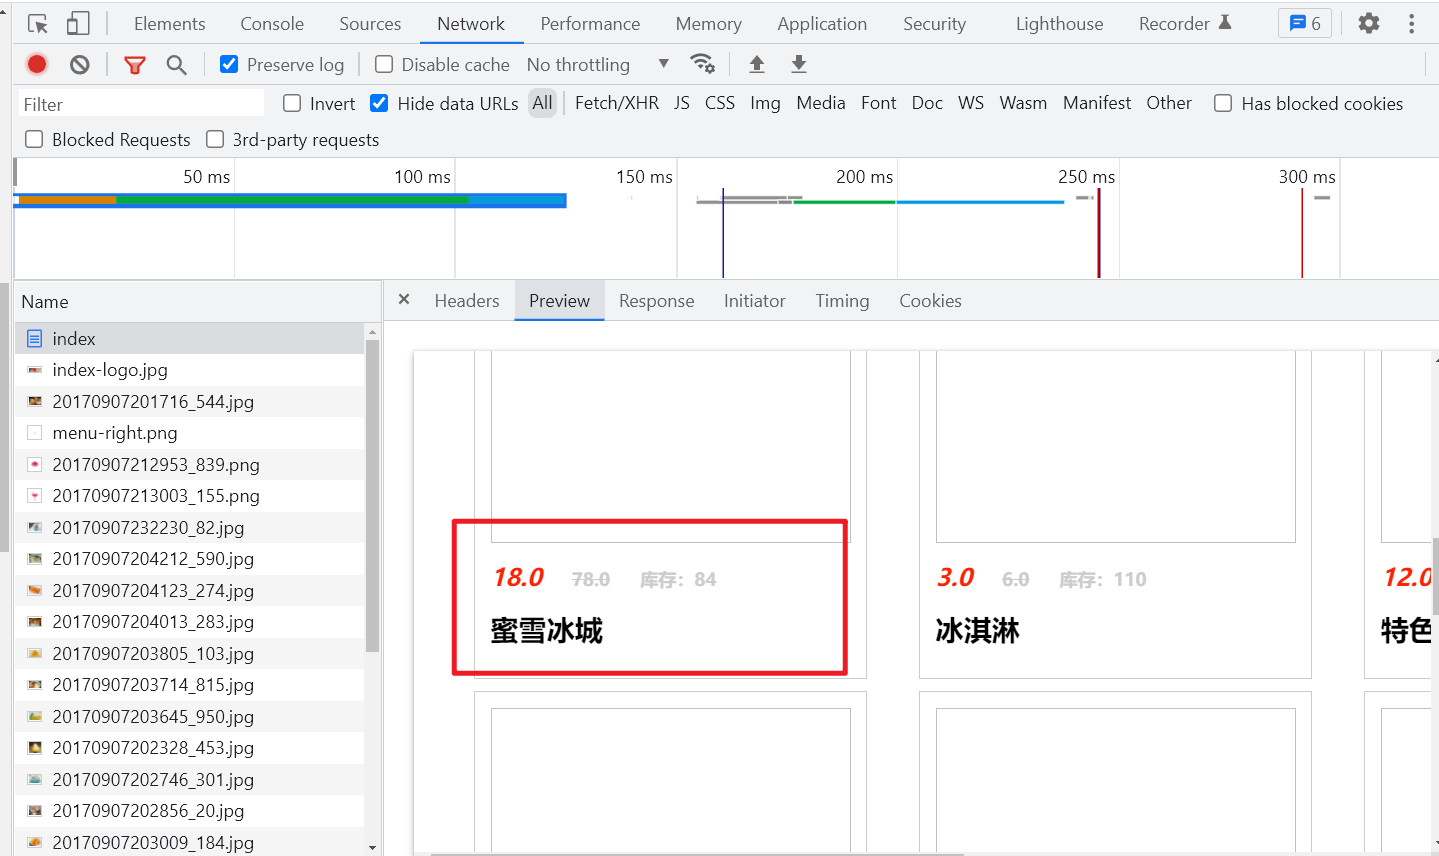 Elements Console Sources Network Performance Memory Application Security Lighthouse Recorder 6
Preserve log Disable cache No throttling
Filter Invert Hide data URLs All Fetch/XHR JS CSS Img Media Font Doc WS Wasm Manifest Other Has blocked cookies
Blocked Requests 3rd-party requests
50 ms 100 ms 150 ms 200 ms 250 ms 300 ms
Name
× Headers Preview Response Initiator Timing Cookies
index
index-logo.jpg
20170907201716_544.jpg
menu-right.png
20170907212953_839.png
20170907213003_155.png
20170907232230_82.jpg
20170907204212_590.jpg
20170907204123_274.jpg
20170907204013_283.jpg
20170907203805_103.jpg
20170907203714_815.jpg
20170907203645_950.jpg
20170907202328_453.jpg
20170907202746_301.jpg
20170907202856_20.jpg
20170907203009_184.jpg
18.0 78.0 库存：84
蜜雪冰城
3.0 6.0 库存：110
冰淇淋
12.0
特色